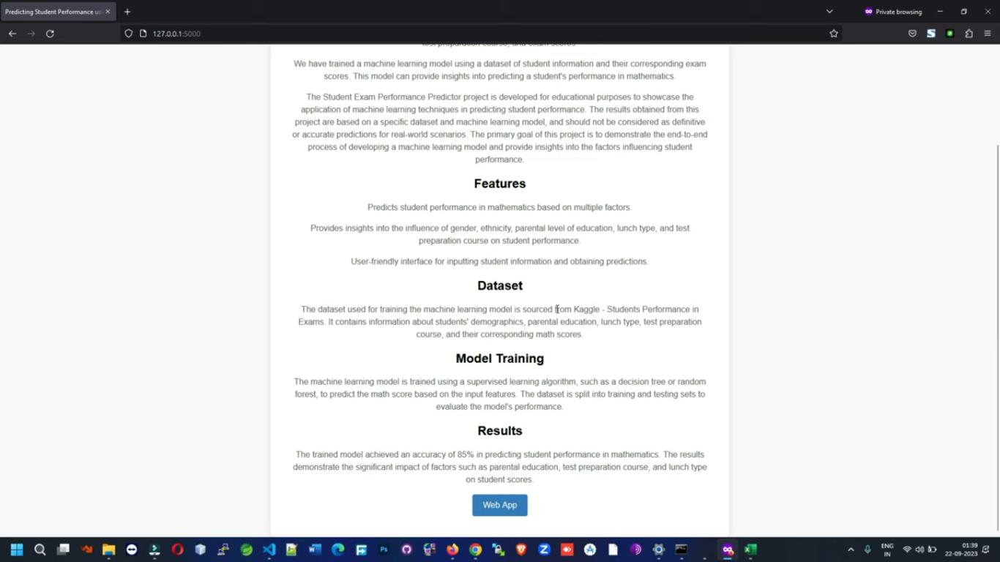 Predicting Student Performance us
Private browsing
127.0.0.1:5000
test preparation course, and exam scores.
We have trained a machine learning model using a dataset of student information and their corresponding exam
scores. This model can provide insights into predicting a student's performance in mathematics.
The Student Exam Performance Predictor project is developed for educational purposes to showcase the
application of machine learning techniques in predicting student performance. The results obtained from this
project are based on a specific dataset and machine learning model, and should not be considered as definitive
or accurate predictions for real-world scenarios. The primary goal of this project is to demonstrate the end-to-end
process of developing a machine learning model and provide insights into the factors influencing student
performance.
Features
Predicts student performance in mathematics based on multiple factors.
Provides insights into the influence of gender, ethnicity, parental level of education, lunch type, and test
preparation course on student performance.
User-friendly interface for inputting student information and obtaining predictions.
Dataset
The dataset used for training the machine learning model is sourced from Kaggle - Students Performance in
Exams. It contains information about students' demographics, parental education, lunch type, test preparation
course, and their corresponding math scores.
Model Training
The machine learning model is trained using a supervised learning algorithm, such as a decision tree or random
forest, to predict the math score based on the input features. The dataset is split into training and testing sets to
evaluate the model's performance.
Results
The trained model achieved an accuracy of 85% in predicting student performance in mathematics. The results
demonstrate the significant impact of factors such as parental education, test preparation course, and lunch type
on student scores.
Web App
ENG
IN
01:39
22-09-2023